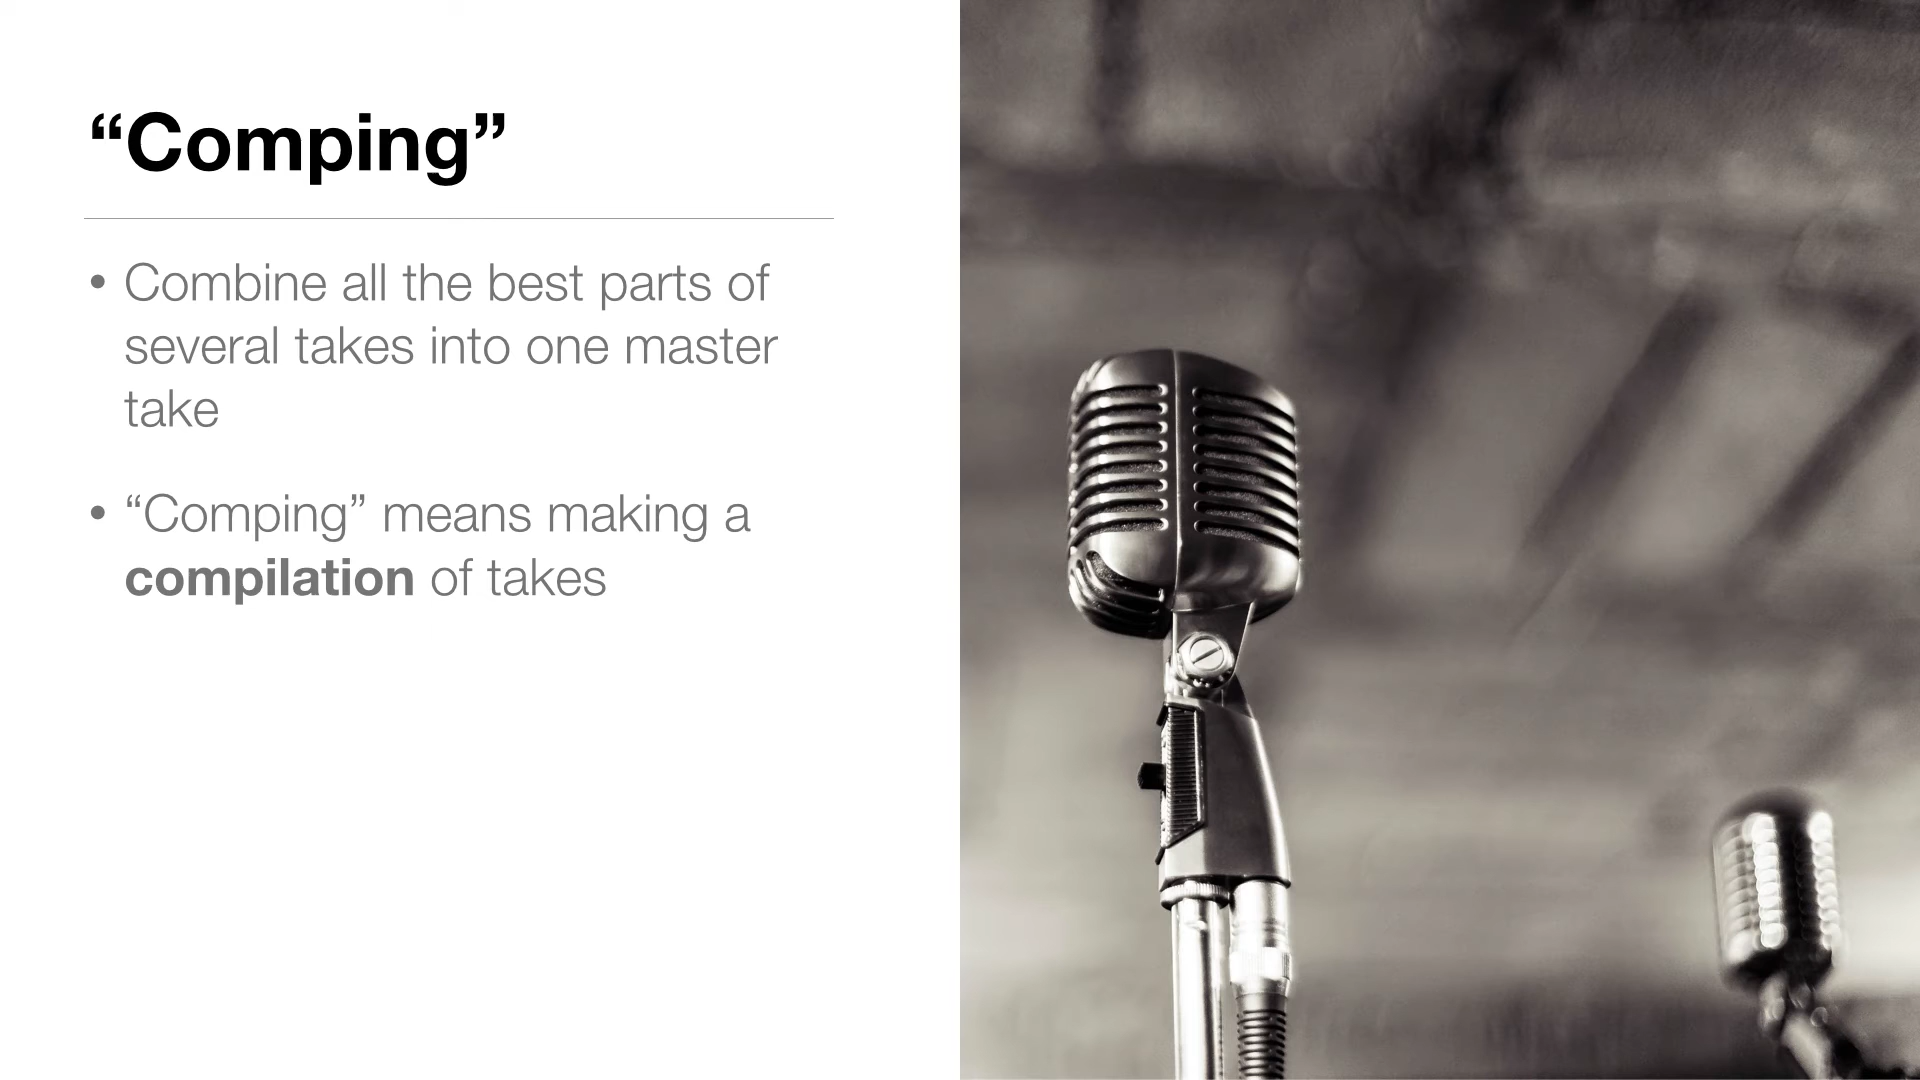 “Comping”
• Combine all the best parts of
several takes into one master
take
• “Comping” means making a
compilation of takes